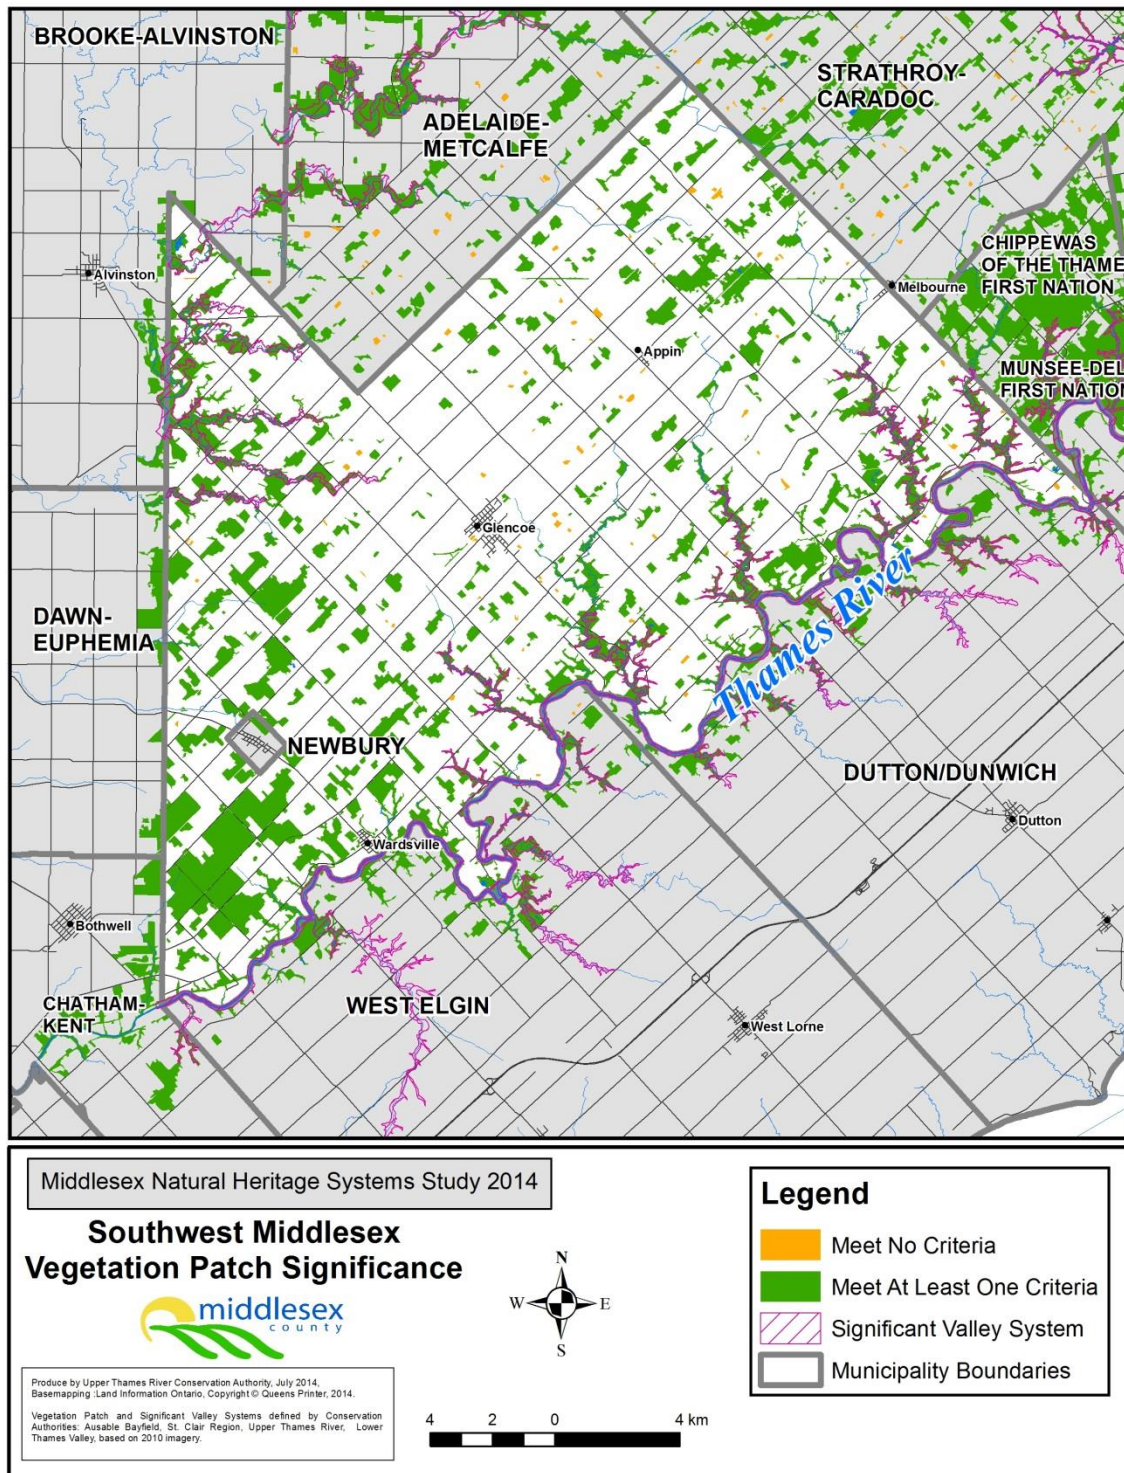 BROOKE-ALVINSTON
STRATHROY-
CARADOC
ADELAIDE-
METCALFE
CHIPPEWAS
OF THE THAME
FIRST NATION
Alvinston
Melbourne
Appin
MUNSEE-DEL
FIRST NATION
Glencoe
DAWN-
EUPHEMIA
Thames River
NEWBURY
DUTTON/DUNWICH
Dutton
Wardsville
Bothwell
CHATHAM-
KENT
WEST ELGIN
West Lorne
Middlesex Natural Heritage Systems Study 2014
Southwest Middlesex
Vegetation Patch Significance
middlesex
county
Produce by Upper Thames River Conservation Authority, July 2014,
Basemapping :Land Information Ontario, Copyright © Queens Printer, 2014.
Vegetation Patch and Significant Valley Systems defined by Conservation
Authorities: Ausable Bayfield, St. Clair Region, Upper Thames River, Lower
Thames Valley, based on 2010 imagery.
N
W E
S
4 2 0 4 km
Legend
Meet No Criteria
Meet At Least One Criteria
Significant Valley System
Municipality Boundaries